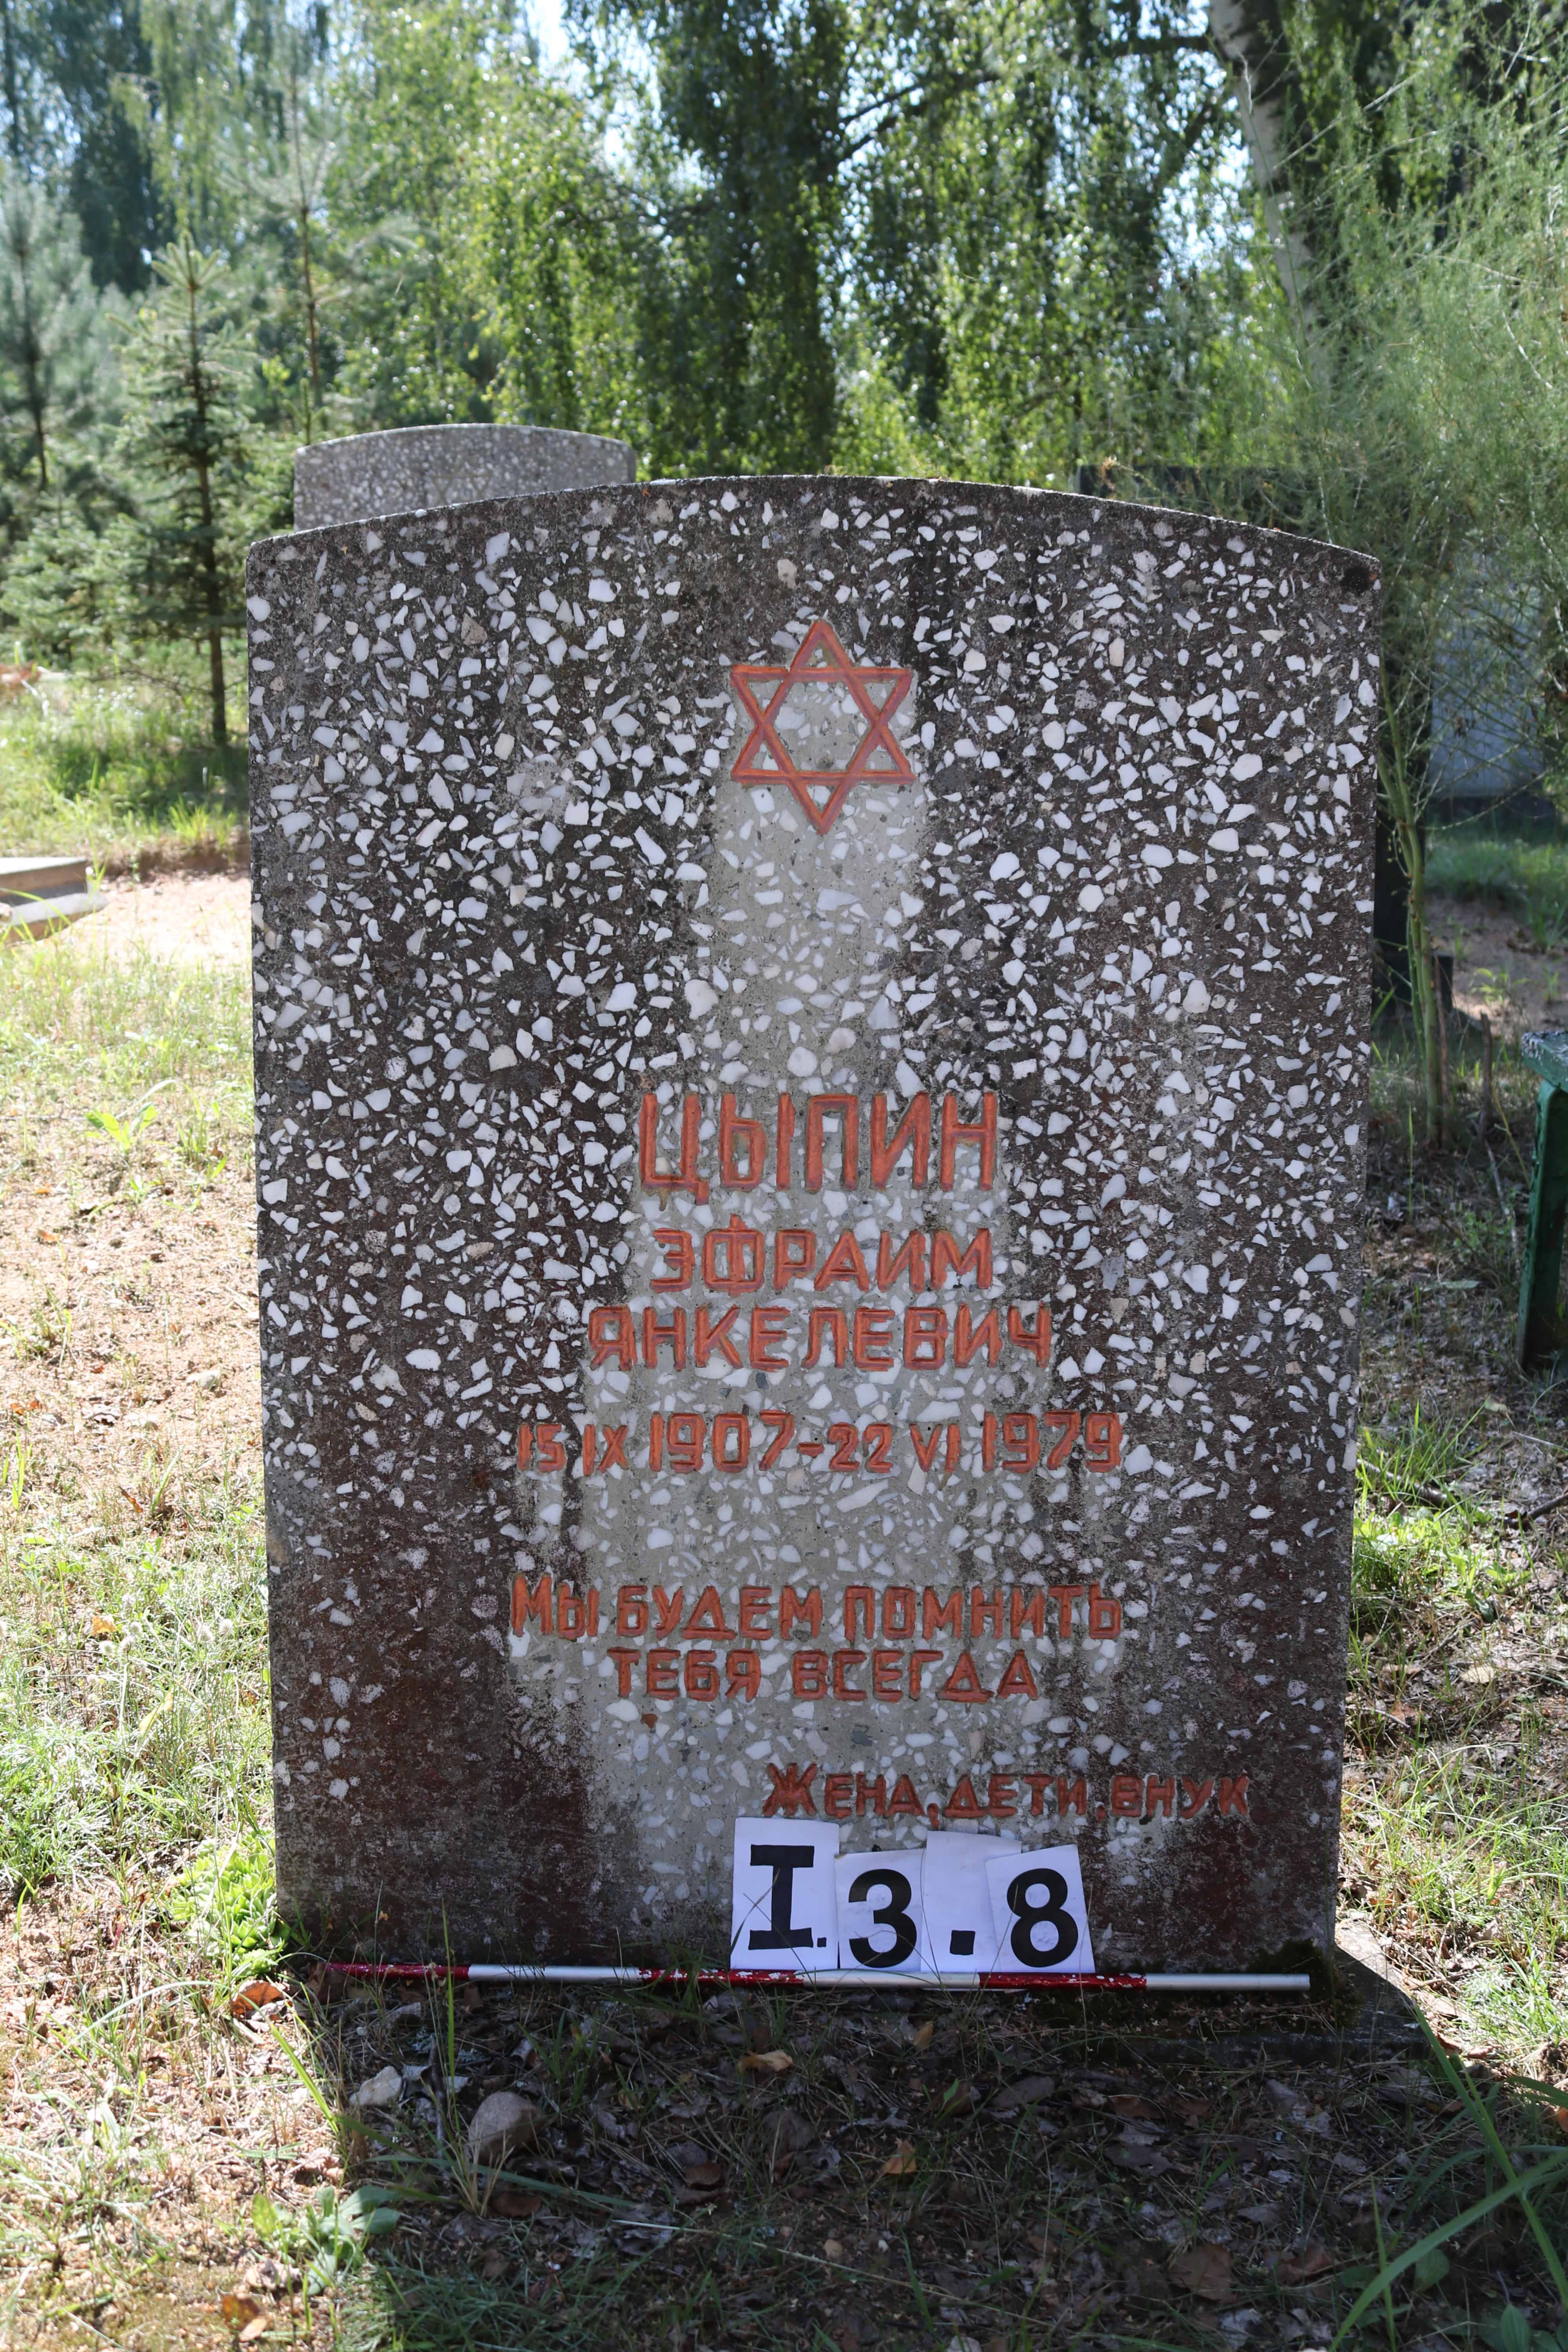 ЦЫПИН
ЭФРАИМ
ЯНКЕЛЕВИЧ
15 IX 1907-22 VI 1979
МЫ БУДЕМ ПОМНИТЬ
ТЕБЯ ВСЕГДА
ЖЕНА, ДЕТИ, ВНУК
I.3.8